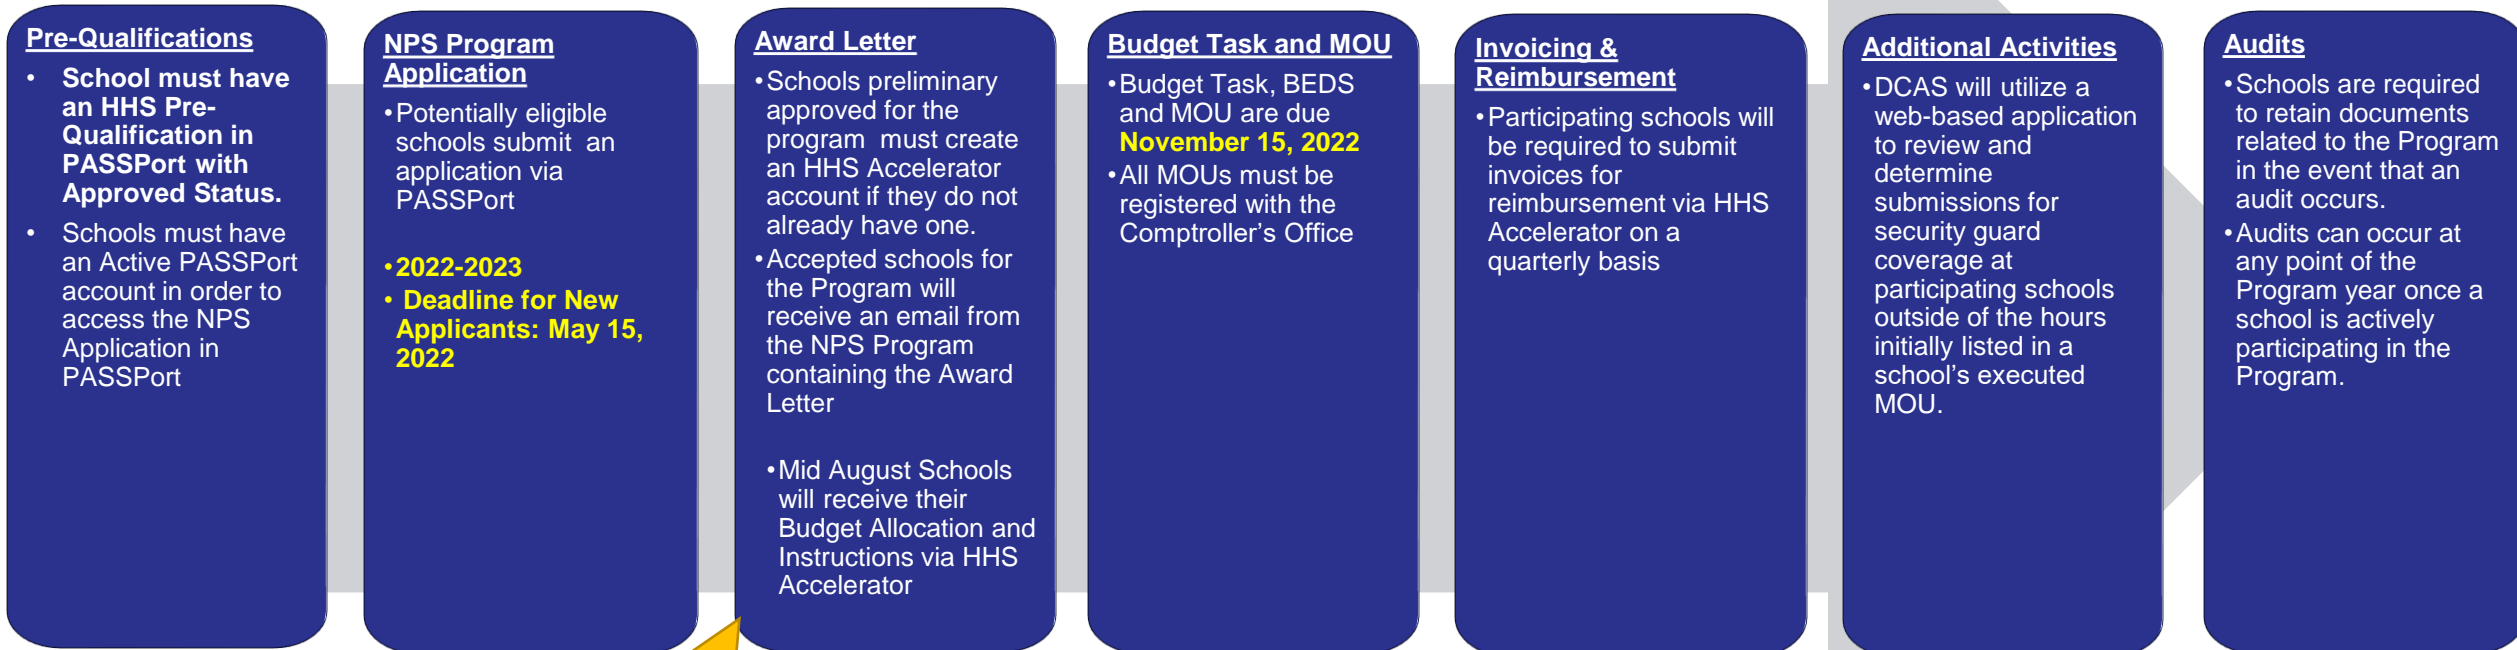 Pre-Qualifications
• School must have
an HHS Pre-
Qualification in
PASSPort with
Approved Status.
• Schools must have
an Active PASSPort
account in order to
access the NPS
Application in
PASSPort
NPS Program
Application
•Potentially eligible
schools submit an
application via
PASSPort
•2022-2023
• Deadline for New
Applicants: May 15,
2022
Award Letter
•Schools preliminary
approved for the
program must create
an HHS Accelerator
account if they do not
already have one.
•Accepted schools for
the Program will
receive an email from
the NPS Program
containing the Award
Letter
•Mid August Schools
will receive their
Budget Allocation and
Instructions via HHS
Accelerator
Budget Task and MOU
•Budget Task, BEDS
and MOU are due
November 15, 2022
•All MOUs must be
registered with the
Comptroller’s Office
Invoicing &
Reimbursement
•Participating schools will
be required to submit
invoices for
reimbursement via HHS
Accelerator on a
quarterly basis
Additional Activities
•DCAS will utilize a
web-based application
to review and
determine
submissions for
security guard
coverage at
participating schools
outside of the hours
initially listed in a
school’s executed
MOU.
Audits
•Schools are required
to retain documents
related to the Program
in the event that an
audit occurs.
•Audits can occur at
any point of the
Program year once a
school is actively
participating in the
Program.